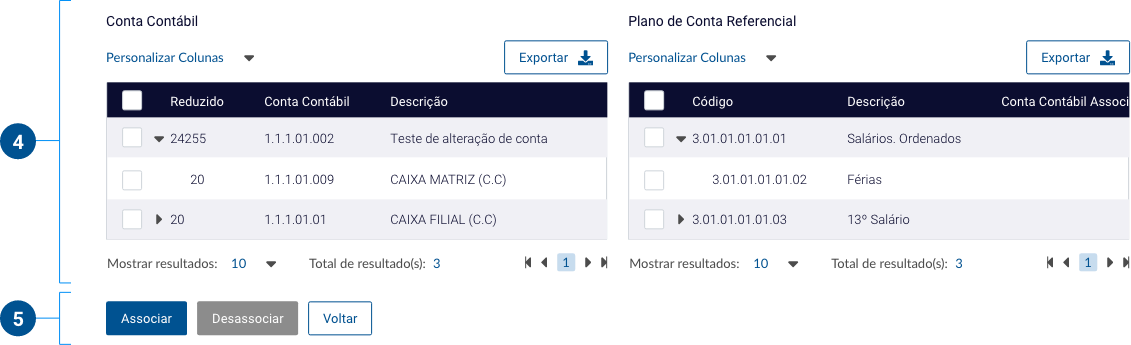 Conta Contábil
Plano de Conta Referencial
Personalizar Colunas
Exportar
Personalizar Colunas
Exportar
Reduzido Conta Contábil Descrição
Código Descrição Conta Contábil Associ
4
24255 1.1.1.01.002 Teste de alteração de conta
3.01.01.01.01.01 Salários. Ordenados
20 1.1.1.01.009 CAIXA MATRIZ (C.C)
3.01.01.01.01.02 Férias
20 1.1.1.01.01 CAIXA FILIAL (C.C)
3.01.01.01.01.03 13º Salário
Mostrar resultados: 10 Total de resultado(s): 3 1
Mostrar resultados: 10 Total de resultado(s): 3 1
5
Associar Desassociar Voltar